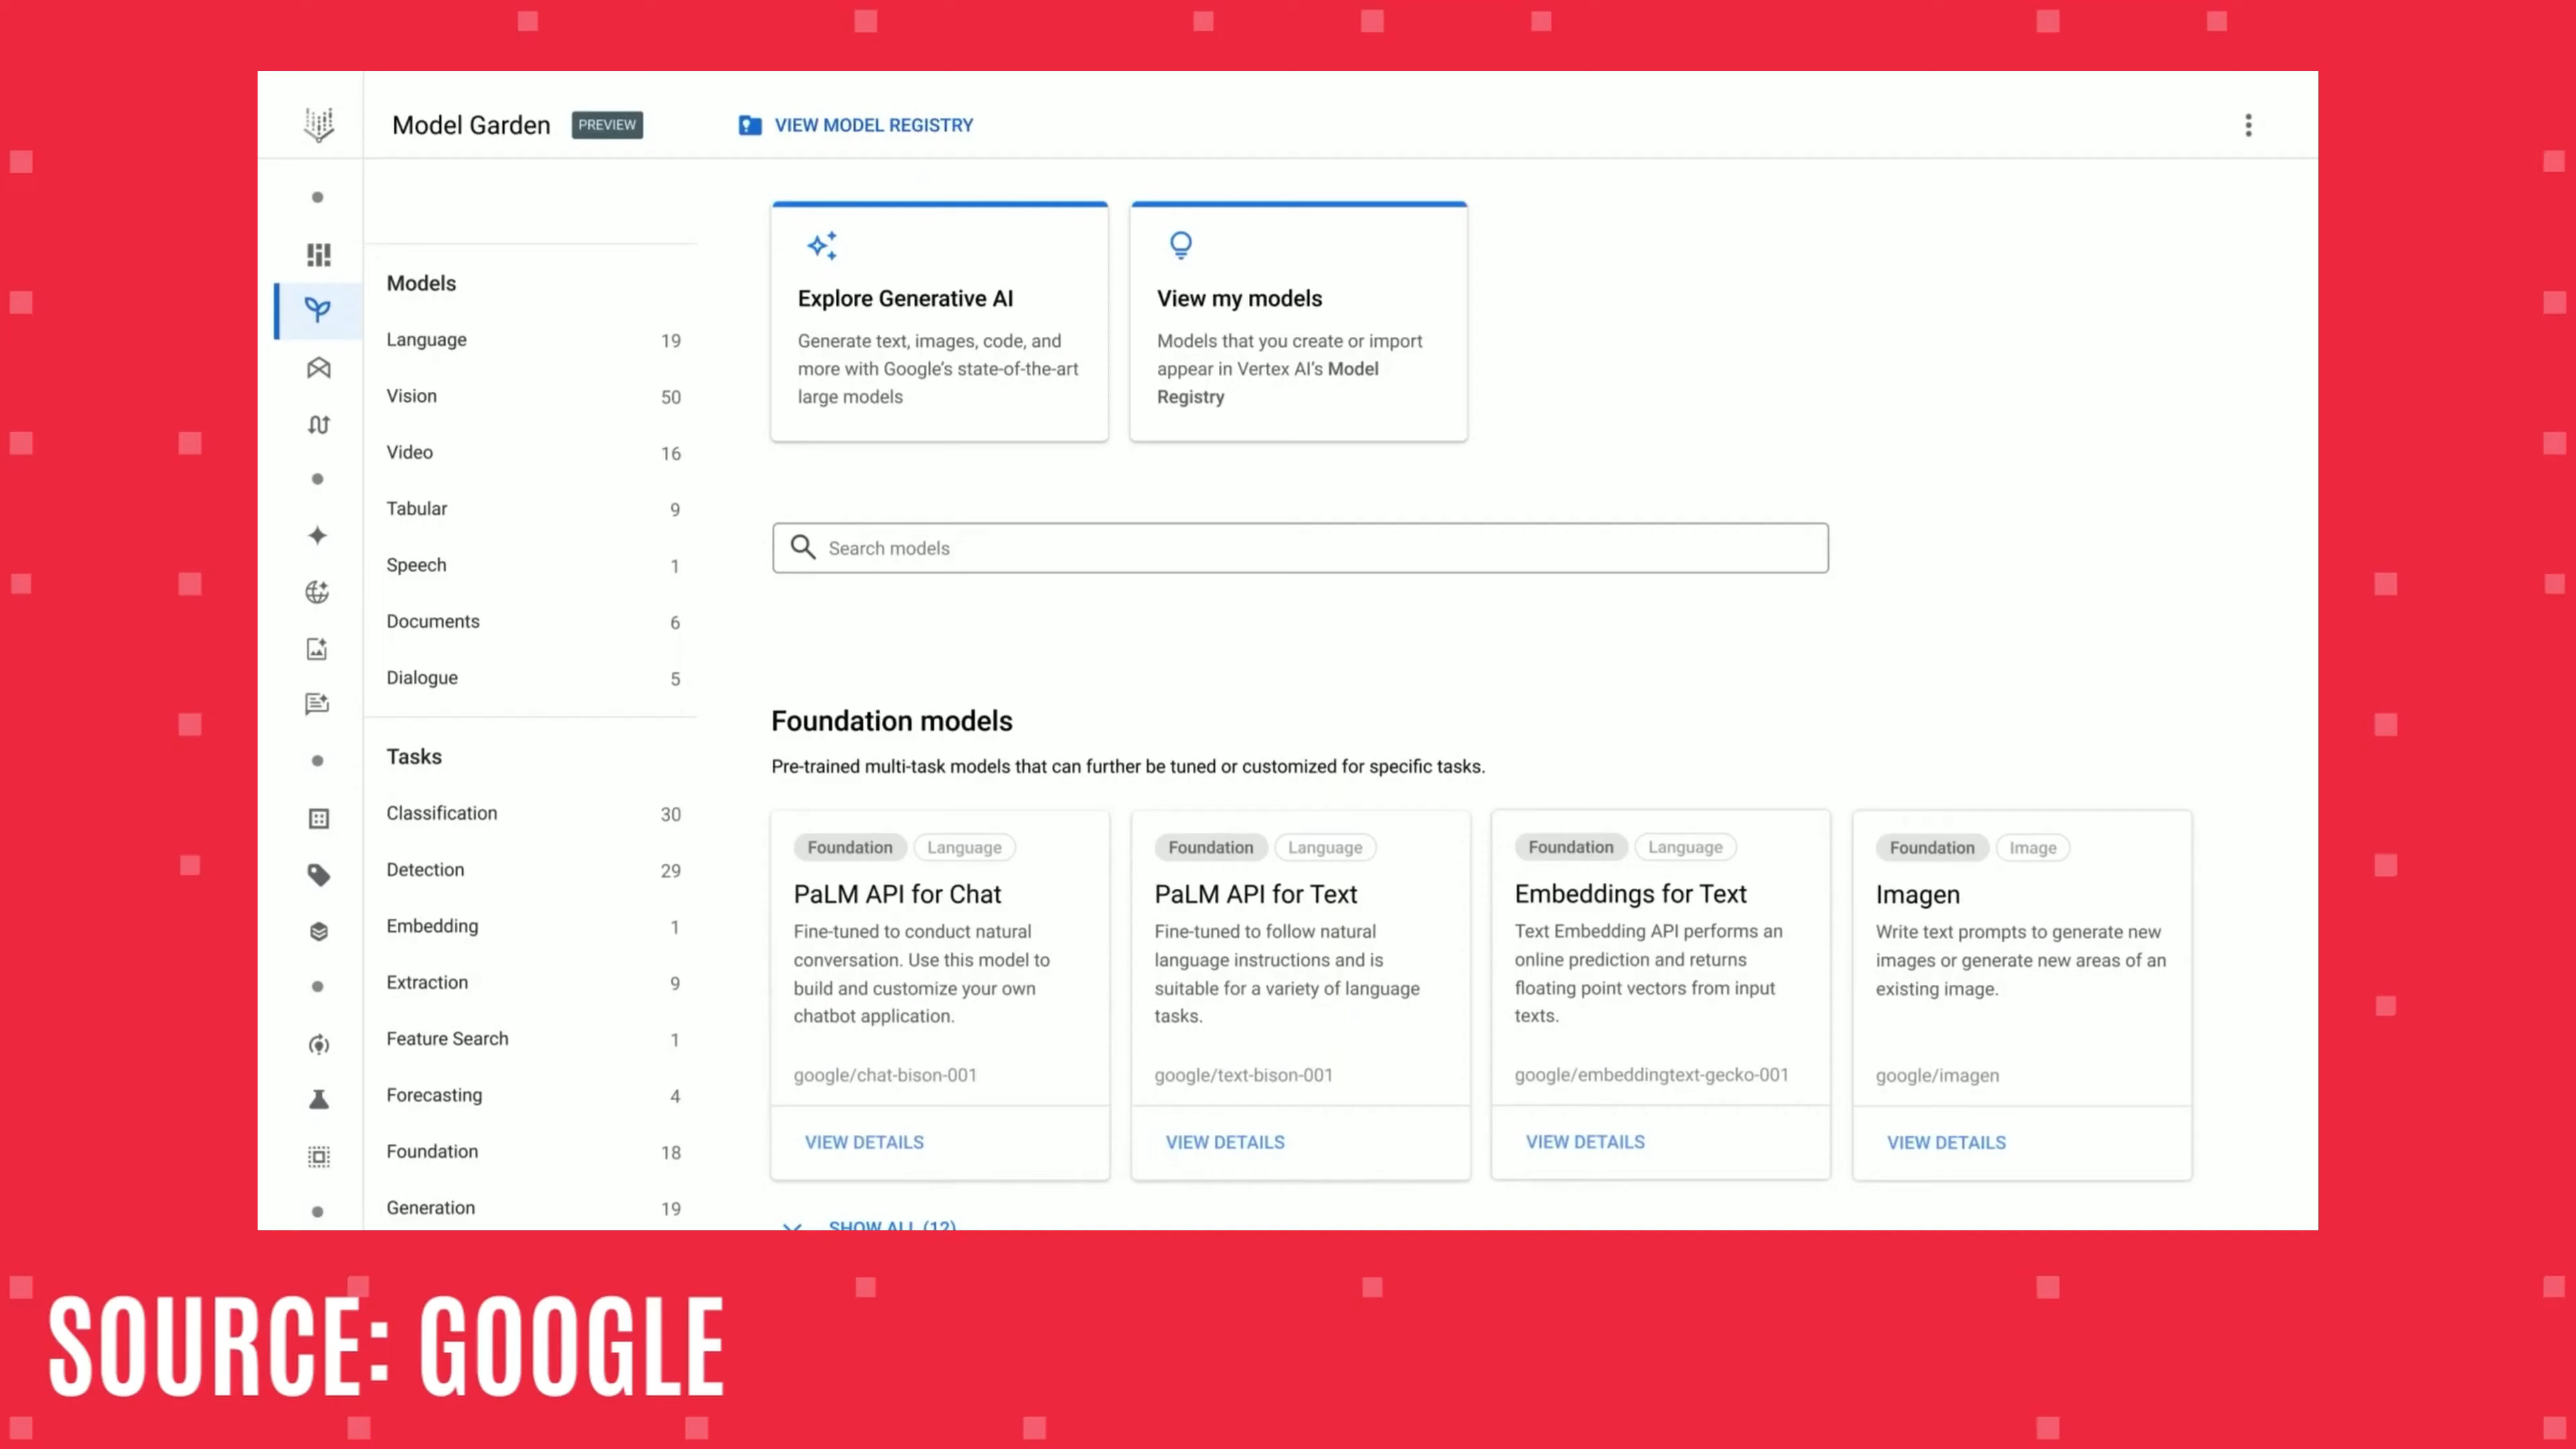 Model Garden
PREVIEW
VIEW MODEL REGISTRY
Models
Language 19
Vision 50
Video 16
Tabular 9
Speech 1
Documents 6
Dialogue 5
Tasks
Classification 30
Detection 29
Embedding 1
Extraction 9
Feature Search 1
Forecasting 4
Foundation 18
Generation 19
Explore Generative AI
Generate text, images, code, and
more with Google's state-of-the-art
large models
View my models
Models that you create or import
appear in Vertex AI's Model
Registry
Search models
Foundation models
Pre-trained multi-task models that can further be tuned or customized for specific tasks.
Foundation Language
PaLM API for Chat
Fine-tuned to conduct natural
conversation. Use this model to
build and customize your own
chatbot application.
google/chat-bison-001
VIEW DETAILS
Foundation Language
PaLM API for Text
Fine-tuned to follow natural
language instructions and is
suitable for a variety of language
tasks.
google/text-bison-001
VIEW DETAILS
Foundation Language
Embeddings for Text
Text Embedding API performs an
online prediction and returns
floating point vectors from input
texts.
google/embeddingtext-gecko-001
VIEW DETAILS
Foundation Image
Imagen
Write text prompts to generate new
images or generate new areas of an
existing image.
google/imagen
VIEW DETAILS
SHOW ALL (12)
SOURCE: GOOGLE